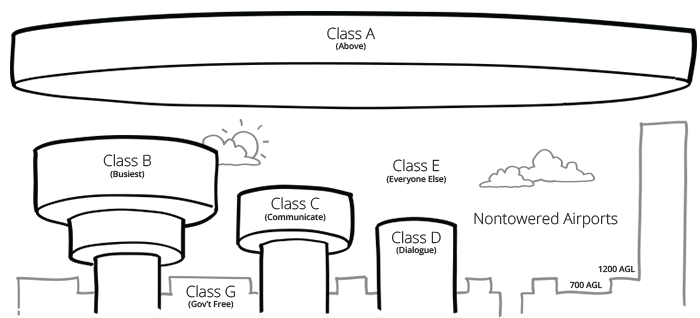 Class A
(Above)
Class B
(Busiest)
Class E
(Everyone Else)
Class C
(Communicate)
Nontowered Airports
Class D
(Dialogue)
1200 AGL
700 AGL
Class G
(Gov't Free)